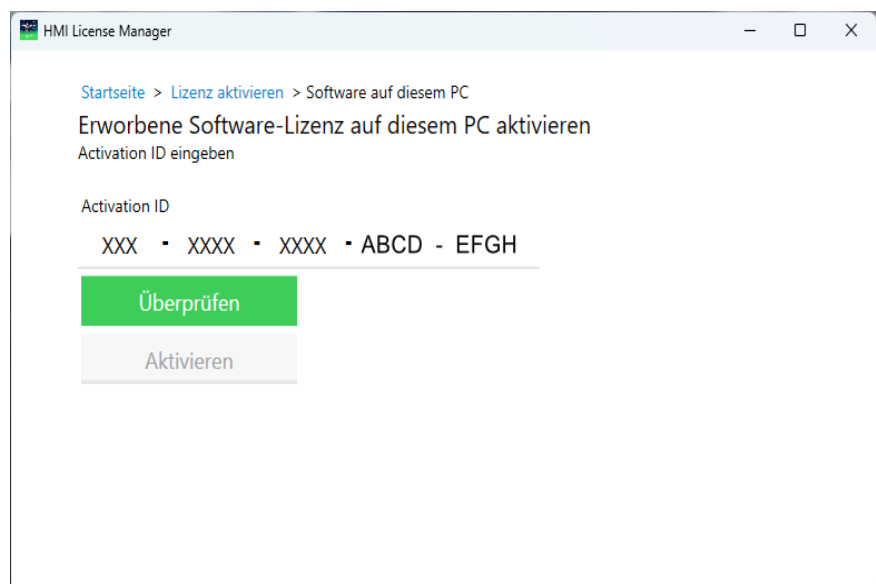 HMI License Manager
Startseite > Lizenz aktivieren > Software auf diesem PC
Erworbene Software-Lizenz auf diesem PC aktivieren
Activation ID eingeben
Activation ID
XXX - XXXX - XXXX - ABCD - EFGH
Überprüfen
Aktivieren